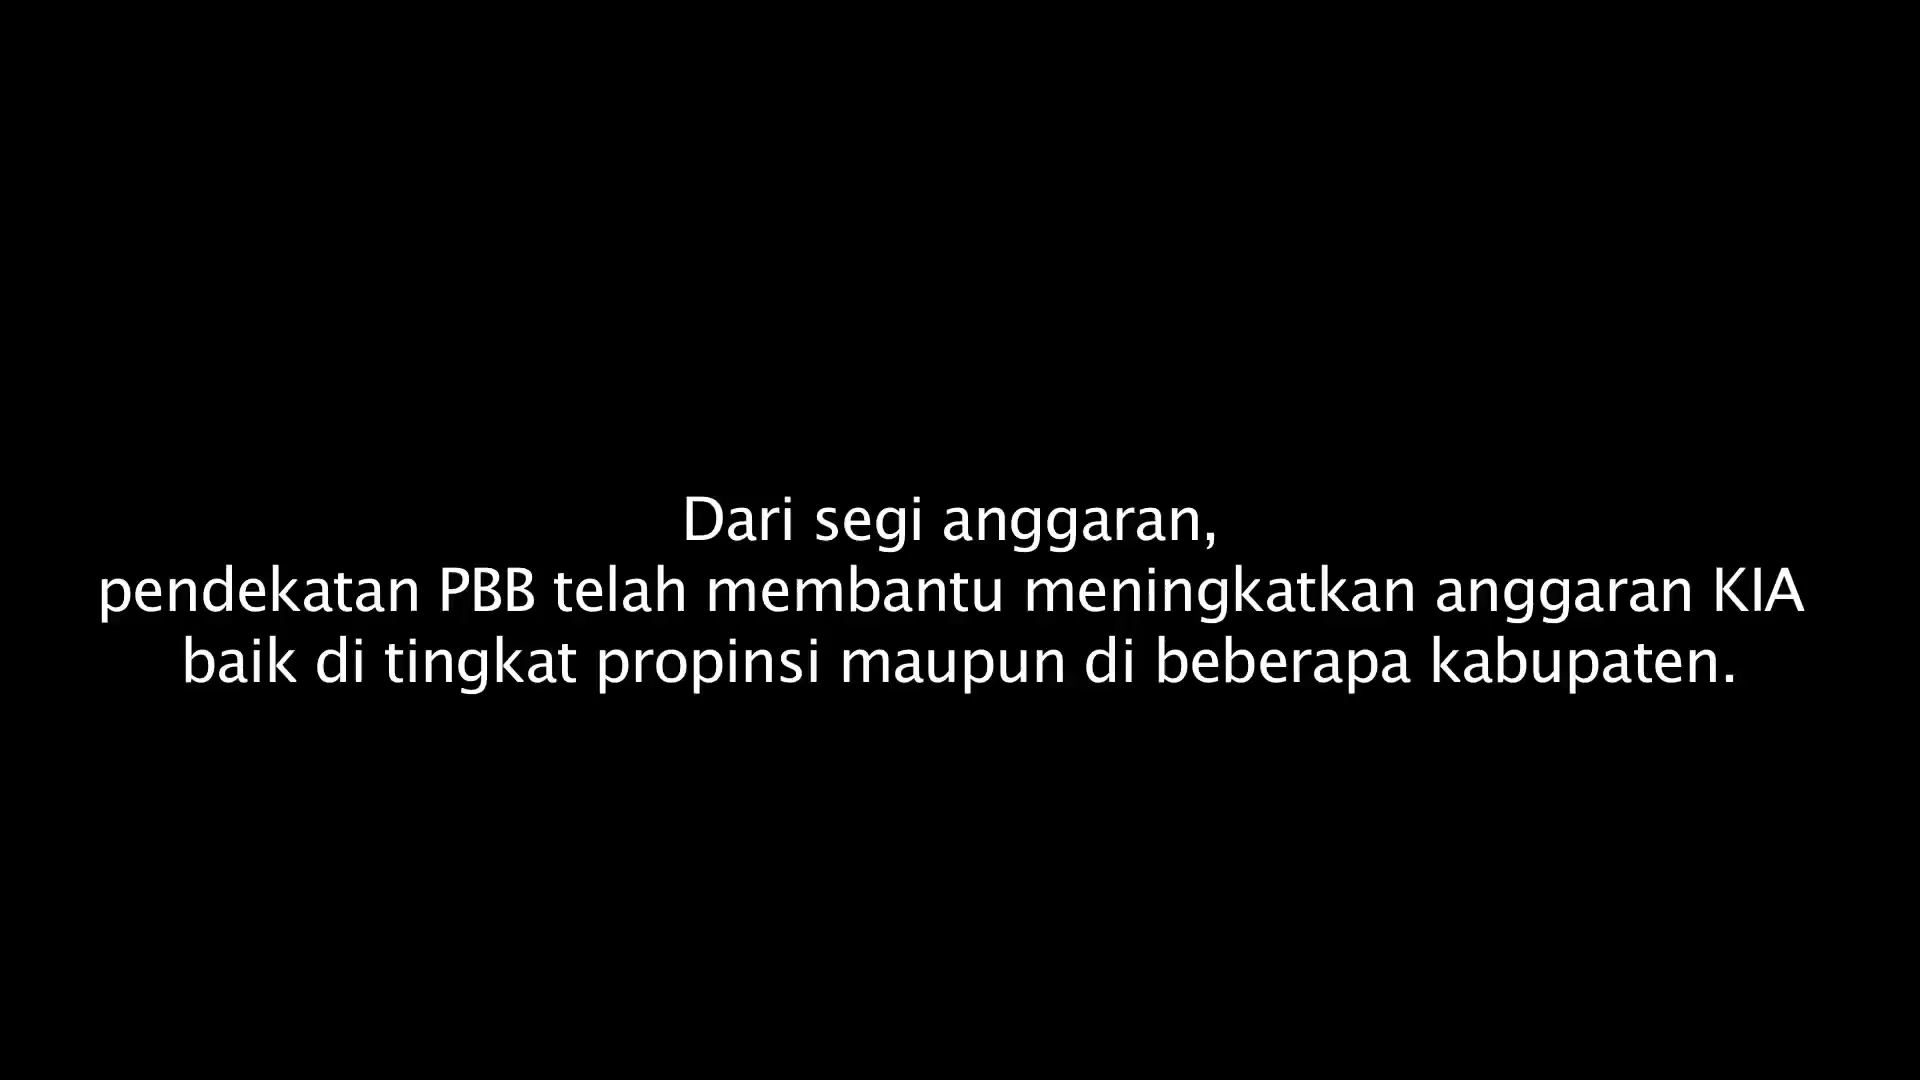 Dari segi anggaran,
pendekatan PBB telah membantu meningkatkan anggaran KIA
baik di tingkat propinsi maupun di beberapa kabupaten.